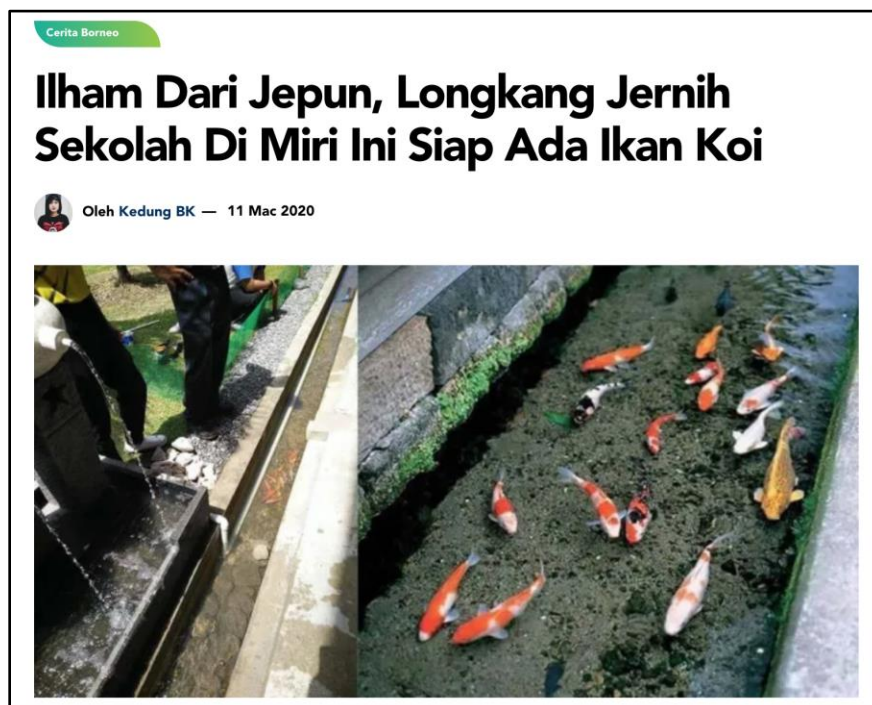 Cerita Borneo
Ilham Dari Jepun, Longkang Jernih
Sekolah Di Miri Ini Siap Ada Ikan Koi
Oleh Kedung BK — 11 Mac 2020